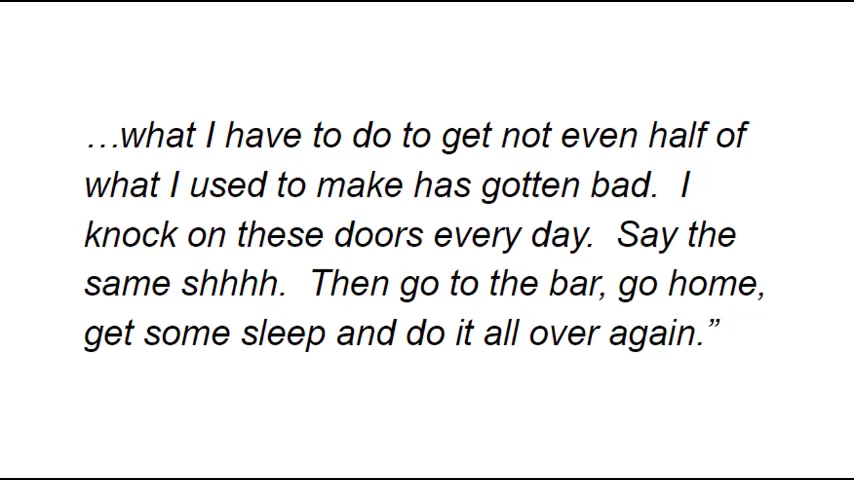 …what I have to do to get not even half of
what I used to make has gotten bad.  I
knock on these doors every day.  Say the
same shhhh.  Then go to the bar, go home,
get some sleep and do it all over again.”